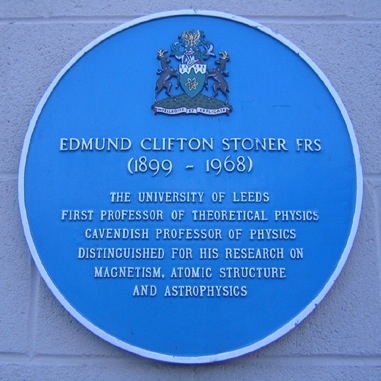 EDMUND CLIFTON STONER FRS
(1899 - 1968)
THE UNIVERSITY OF LEEDS
FIRST PROFESSOR OF THEORETICAL PHYSICS
CAVENDISH PROFESSOR OF PHYSICS
DISTINGUISHED FOR HIS RESEARCH ON
MAGNETISM, ATOMIC STRUCTURE
AND ASTROPHYSICS